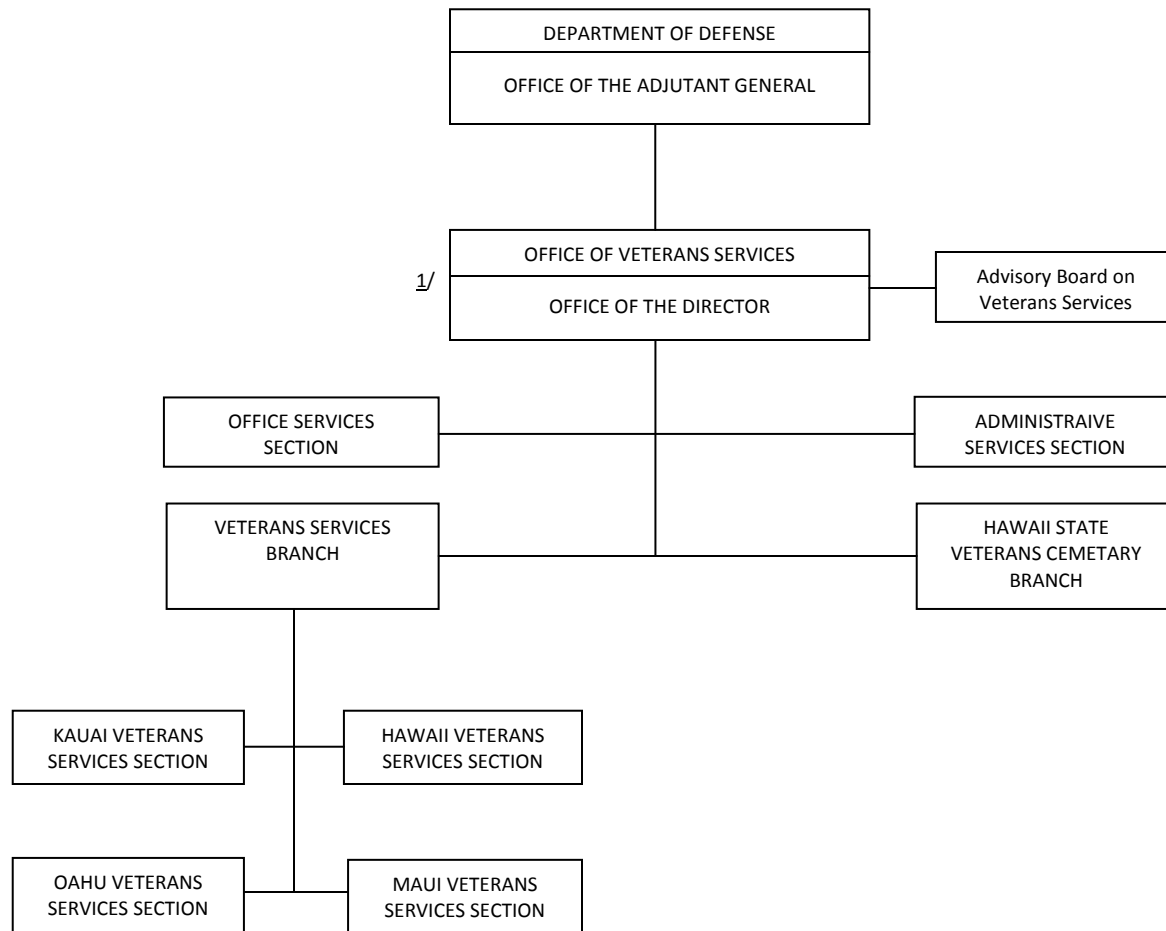 DEPARTMENT OF DEFENSE
OFFICE OF THE ADJUTANT GENERAL
OFFICE OF VETERANS SERVICES
1/
OFFICE OF THE DIRECTOR
Advisory Board on
Veterans Services
OFFICE SERVICES
SECTION
ADMINISTRAIVE
SERVICES SECTION
VETERANS SERVICES
BRANCH
HAWAII STATE
VETERANS CEMETARY
BRANCH
KAUAI VETERANS
SERVICES SECTION
HAWAII VETERANS
SERVICES SECTION
OAHU VETERANS
SERVICES SECTION
MAUI VETERANS
SERVICES SECTION